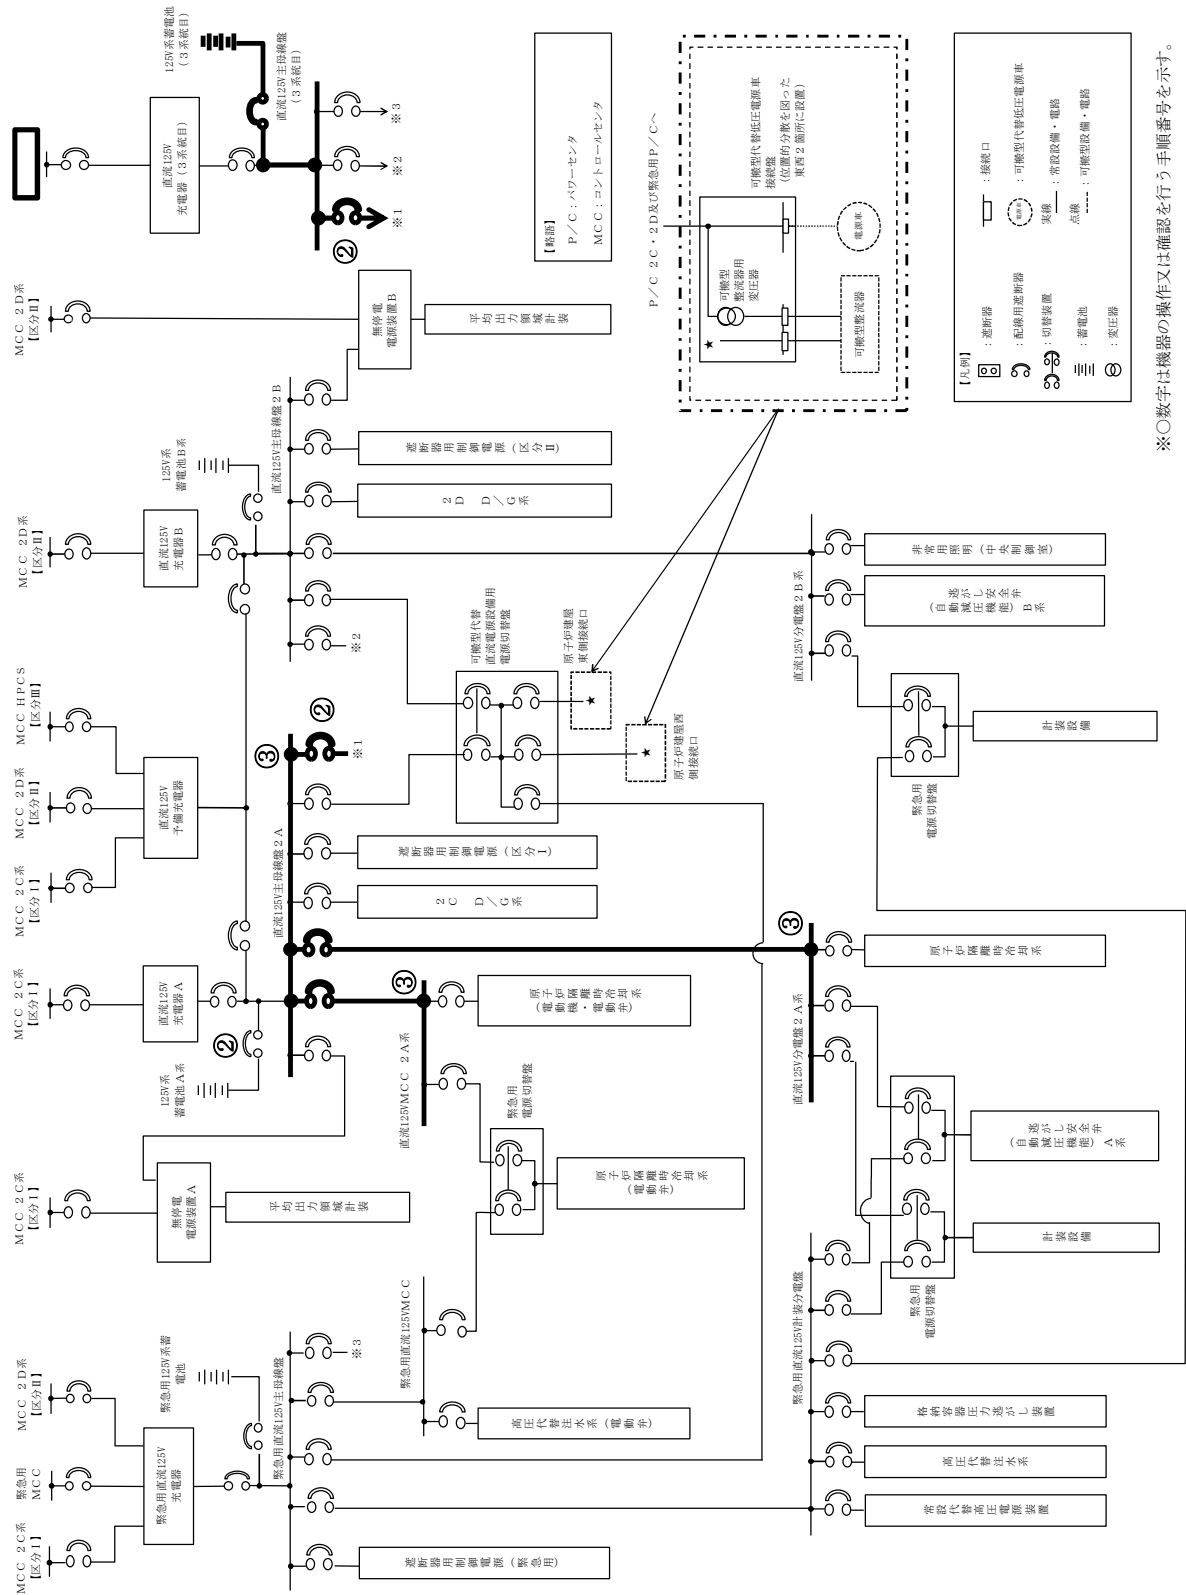 MCC 2C系
【区分Ⅰ】
緊急用
MCC
MCC 2D系
【区分Ⅱ】
MCC 2C系
【区分Ⅰ】
MCC 2C系
【区分Ⅰ】
MCC 2C系
【区分Ⅰ】
MCC 2D系
【区分Ⅱ】
MCC HPCS
【区分Ⅲ】
MCC 2D系
【区分Ⅱ】
MCC 2D系
【区分Ⅱ】
緊急用直流125V
充電器
緊急用125V系蓄
電池
無停電
電源装置A
125V系
蓄電池A系
②
直流125V
充電器A
直流125V
予備充電器
直流125V
充電器B
125V系
蓄電池B系
直流125V
充電器(3系統目)
125V系蓄電池
(3系統目)
平均出力領域計装
緊急用直流125V主母線盤
※3
直流125V主母線盤2A
③
②
※1
直流125V主母線盤2B
※2
無停電
電源装置B
平均出力領域計装
直流125V主母線盤
(3系統目)
②
※1
※2
※3
遮断器用制御電源(緊急用)
緊急用直流125VMCC
高圧代替注水系(電動弁)
直流125VMCC 2A系
③
緊急用
電源切替盤
原子炉隔離時冷却系
(電動弁)
原子炉隔離時冷却系
(電動機・電動弁)
2C D/G系
遮断器用制御電源(区分Ⅰ)
可搬型代替
直流電源設備用
電源切替盤
2D D/G系
遮断器用制御電源(区分Ⅱ)
原子炉建屋西
側接続口
★
原子炉建屋
東側接続口
★
【略語】
P/C:パワーセンタ
MCC:コントロールセンタ
P/C 2C・2D及び緊急用P/Cへ
★
可搬型
整流器用
変圧器
可搬型代替低圧電源車
接続盤
(位置的分散を図った
東西2箇所に設置)
可搬型整流器
電源車
緊急用直流125V計装分電盤
常設代替高圧電源装置
高圧代替注水系
格納容器圧力逃がし装置
緊急用
電源切替盤
計装設備
逃がし安全弁
(自動減圧機能) A系
直流125V分電盤2A系
③
原子炉隔離時冷却系
緊急用
電源切替盤
計装設備
直流125V分電盤2B系
逃がし安全弁
(自動減圧機能) B系
非常用照明(中央制御室)
【凡例】
:遮断器
:配線用遮断器
:切替装置
:蓄電池
:変圧器
:接続口
電源車
:可搬型代替低圧電源車
実線
:常設設備・電路
点線
:可搬型設備・電路
※○数字は機器の操作又は確認を行う手順番号を示す。